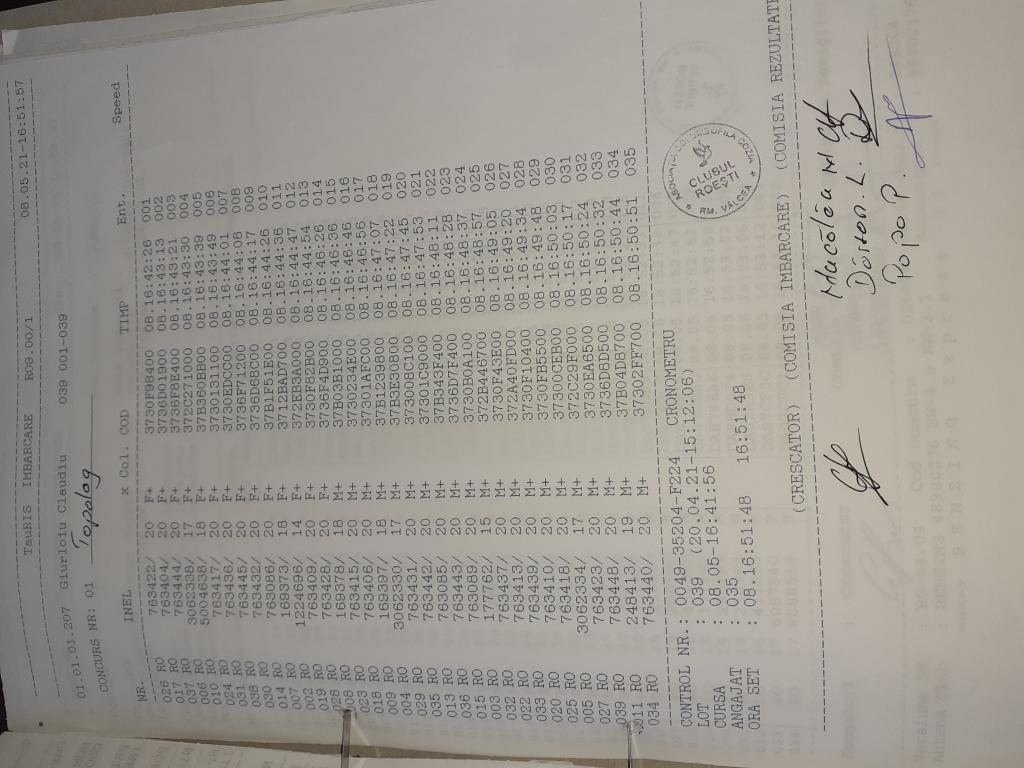 TauRIS IMBARCARE RO09.00/1 08.08.21-16:51:57
01.01.01.207 Giurloiu Claudiu 039 001-039
CONCURS NR: 01 Topolog
NR. INEL x Col. COD TIMP Ent. Speed
026 RO 763422/ 20 F+ 3730F9B400 08.16:42:26 001
017 RO 763404/ 20 F+ 3736D01900 08.16:43:13 002
037 RO 763444/ 20 F+ 3736F8E400 08.16:43:21 003
006 RO 3062338/ 17 F+ 372C271000 08.16:43:30 004
010 RO 5004638/ 18 F+ 37B360EB00 08.16:43:39 005
024 RO 763417/ 20 F+ 3730131100 08.16:43:49 006
031 RO 763436/ 20 F+ 3730EDCC00 08.16:44:01 007
038 RO 763445/ 20 F+ 3736F71200 08.16:44:08 008
030 RO 763432/ 20 F+ 3736D6BC00 08.16:44:17 009
014 RO 763086/ 20 F+ 37B1F51E00 08.16:44:26 010
007 RO 169373/ 18 F+ 3712BAD700 08.16:44:36 011
002 RO 1224696/ 14 F+ 372EB3A000 08.16:44:47 012
019 RO 763409/ 20 F+ 3730F82B00 08.16:44:54 013
028 RO 763428/ 20 F+ 3736F4D900 08.16:46:26 014
008 RO 169378/ 18 M+ 37B03B1000 08.16:46:36 015
023 RO 763415/ 20 M+ 3730234E00 08.16:46:46 016
018 RO 763406/ 20 M+ 37301AFC00 08.16:46:56 017
009 RO 169397/ 18 M+ 37B1239800 08.16:47:07 018
004 RO 3062330/ 17 M+ 37B3E30800 08.16:47:22 019
029 RO 763431/ 20 M+ 373008C100 08.16:47:45 020
035 RO 763442/ 20 M+ 37301C9000 08.16:47:53 021
013 RO 763085/ 20 M+ 37B343F400 08.16:48:11 022
036 RO 763443/ 20 M+ 3736D7F400 08.16:48:28 023
015 RO 763089/ 20 M+ 3730B0A100 08.16:48:37 024
003 RO 177762/ 15 M+ 372B446700 08.16:48:57 025
032 RO 763437/ 20 M+ 372A40FD00 08.16:49:05 026
022 RO 763413/ 20 M+ 3730F43E00 08.16:49:20 027
033 RO 763439/ 20 M+ 3730F10400 08.16:49:34 028
020 RO 763410/ 20 M+ 3730FB5500 08.16:49:48 029
025 RO 763418/ 20 M+ 37300CEB00 08.16:50:03 030
005 RO 3062334/ 17 M+ 372C29F000 08.16:50:17 031
027 RO 763423/ 20 M+ 3730EA6500 08.16:50:24 032
039 RO 763448/ 20 M+ 3736D8D500 08.16:50:32 033
011 RO 2484113/ 19 M+ 37B04DB700 08.16:50:44 034
034 RO 763440/ 20 M+ 37302FF700 08.16:50:51 035
CONTROL NR.: 0049-35204-F224 CRONOMETRU
LOT : 039 (20.04.21-15:12:06)
CURSA : 08.05-16:41:56
ANGAJAT : 035
ORA SET : 08.16:51:48 16:51:48
CLUBUL
ROEŞTI
RM. VÂLCEA
(CRESCATOR) (COMISIA IMBARCARE) (COMISIA REZULTATE
Popa P.